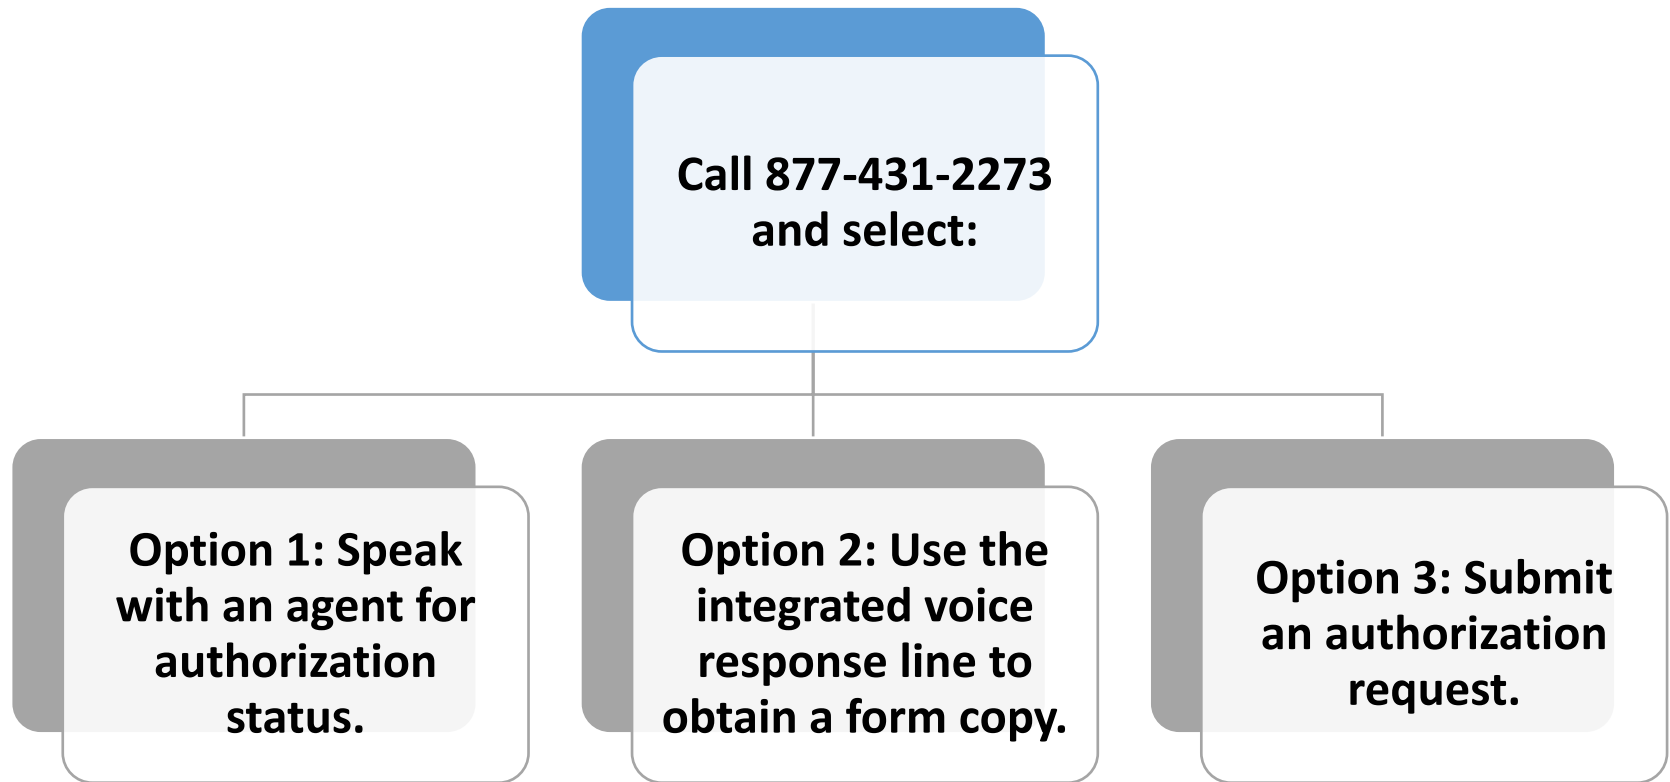 Call 877-431-2273
and select:
Option 1: Speak
with an agent for
authorization
status.
Option 2: Use the
integrated voice
response line to
obtain a form copy.
Option 3: Submit
an authorization
request.